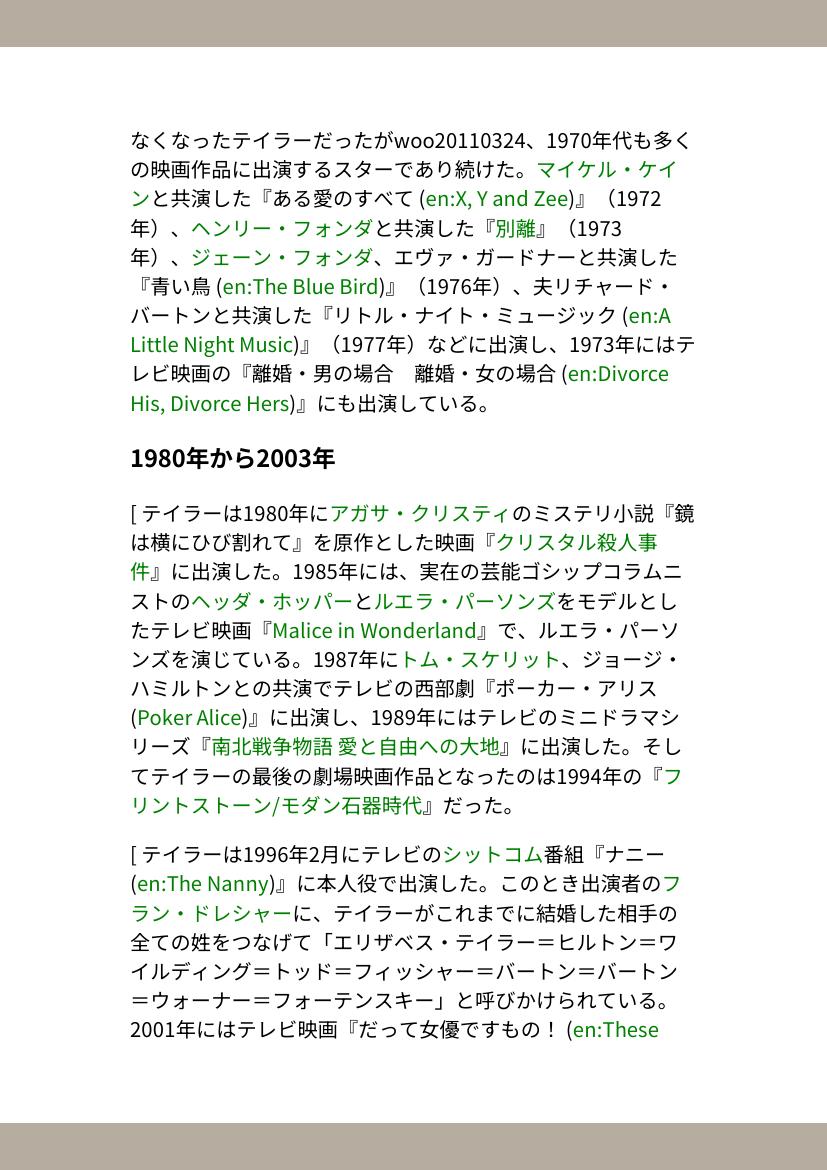 なくなったテイラーだったがwoo20110324、1970年代も多く
の映画作品に出演するスターであり続けた。マイケル・ケイ
ンと共演した『ある愛のすべて (en:X, Y and Zee)』（1972
年）、ヘンリー・フォンダと共演した『別離』（1973
年）、ジェーン・フォンダ、エヴァ・ガードナーと共演した
『青い鳥 (en:The Blue Bird)』（1976年）、夫リチャード・
バートンと共演した『リトル・ナイト・ミュージック (en:A
Little Night Music)』（1977年）などに出演し、1973年にはテ
レビ映画の『離婚・男の場合　離婚・女の場合 (en:Divorce
His, Divorce Hers)』にも出演している。
1980年から2003年
[ テイラーは1980年にアガサ・クリスティのミステリ小説『鏡
は横にひび割れて』を原作とした映画『クリスタル殺人事
件』に出演した。1985年には、実在の芸能ゴシップコラムニ
ストのヘッダ・ホッパーとルエラ・パーソンズをモデルとし
たテレビ映画『Malice in Wonderland』で、ルエラ・パーソ
ンズを演じている。1987年にトム・スケリット、ジョージ・
ハミルトンとの共演でテレビの西部劇『ポーカー・アリス
(Poker Alice)』に出演し、1989年にはテレビのミニドラマシ
リーズ『南北戦争物語 愛と自由への大地』に出演した。そし
てテイラーの最後の劇場映画作品となったのは1994年の『フ
リントストーン/モダン石器時代』だった。
[ テイラーは1996年2月にテレビのシットコム番組『ナニー
(en:The Nanny)』に本人役で出演した。このとき出演者のフ
ラン・ドレシャーに、テイラーがこれまでに結婚した相手の
全ての姓をつなげて「エリザベス・テイラー＝ヒルトン＝ワ
イルディング＝トッド＝フィッシャー＝バートン＝バートン
＝ウォーナー＝フォーテンスキー」と呼びかけられている。
2001年にはテレビ映画『だって女優ですもの！ (en:These